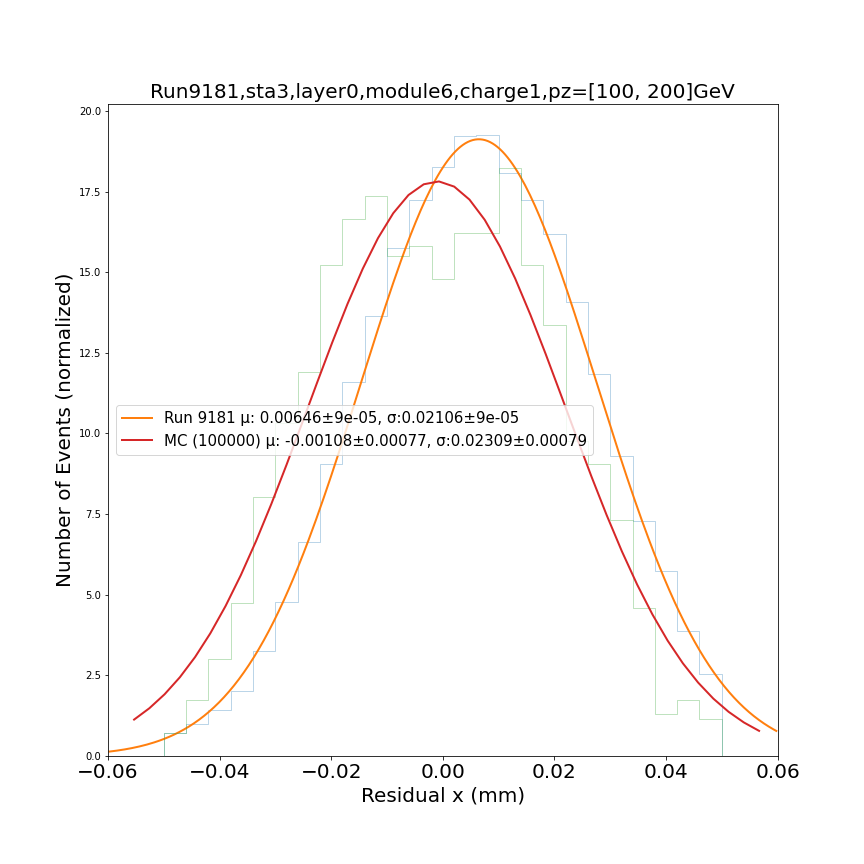 Run9181,sta3,layer0,module6,charge1,pz=[100, 200]GeV
20.0
17.5
15.0
12.5
10.0
7.5
5.0
2.5
0.0
Number of Events (normalized)
Run 9181 μ: 0.00646±9e-05, σ:0.02106±9e-05
MC (100000) μ: -0.00108±0.00077, σ:0.02309±0.00079
−0.06 −0.04 −0.02 0.00 0.02 0.04 0.06
Residual x (mm)